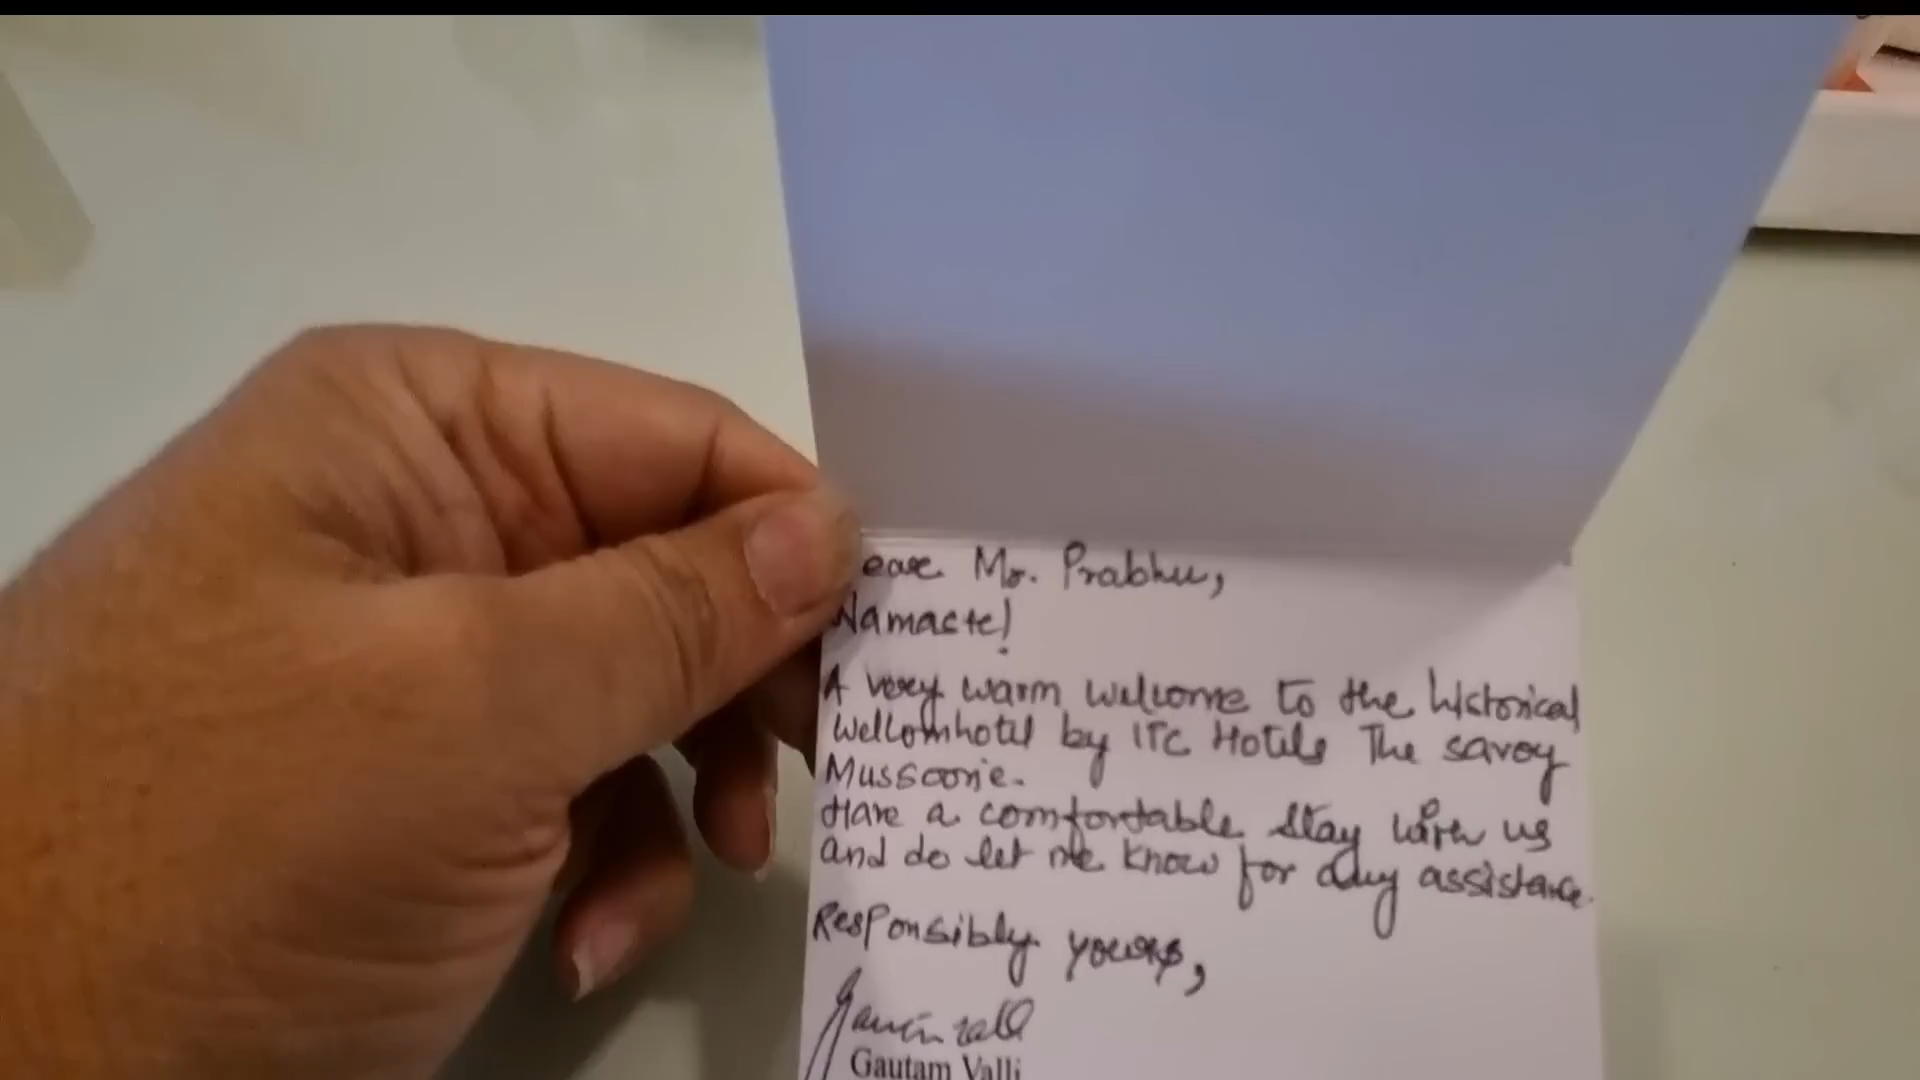 Dear Mr. Prabhu,
Namaste!
A very warm welcome to the historical
Welcomhotel by ITC Hotels The Savoy
Mussoorie.
Have a comfortable stay with us
and do let me know for any assistance.
Responsibly yours,
Gautam Valli